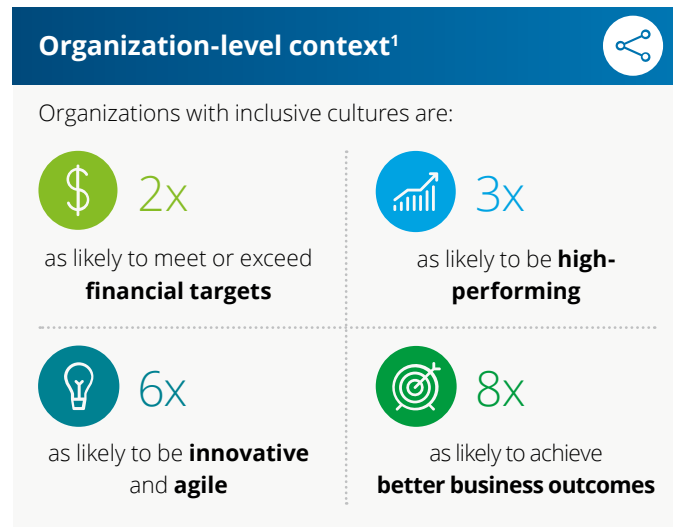 Organization-level context¹
Organizations with inclusive cultures are:
$ 2x
as likely to meet or exceed
financial targets
3x
as likely to be high-
performing
6x
as likely to be innovative
and agile
8x
as likely to achieve
better business outcomes